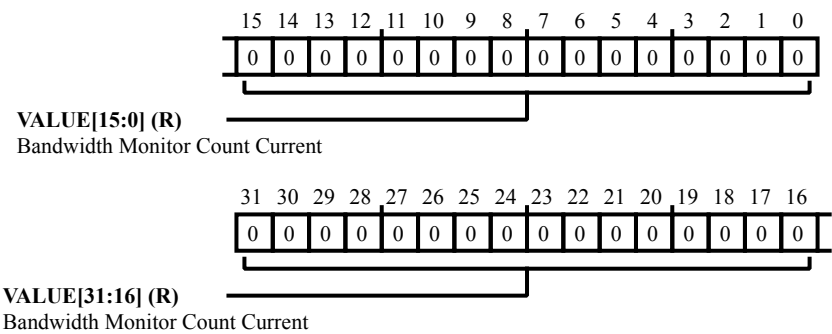 15 14 13 12 11 10 9 8 7 6 5 4 3 2 1 0
0 0 0 0 0 0 0 0 0 0 0 0 0 0 0 0
VALUE[15:0] (R)
Bandwidth Monitor Count Current
31 30 29 28 27 26 25 24 23 22 21 20 19 18 17 16
0 0 0 0 0 0 0 0 0 0 0 0 0 0 0 0
VALUE[31:16] (R)
Bandwidth Monitor Count Current